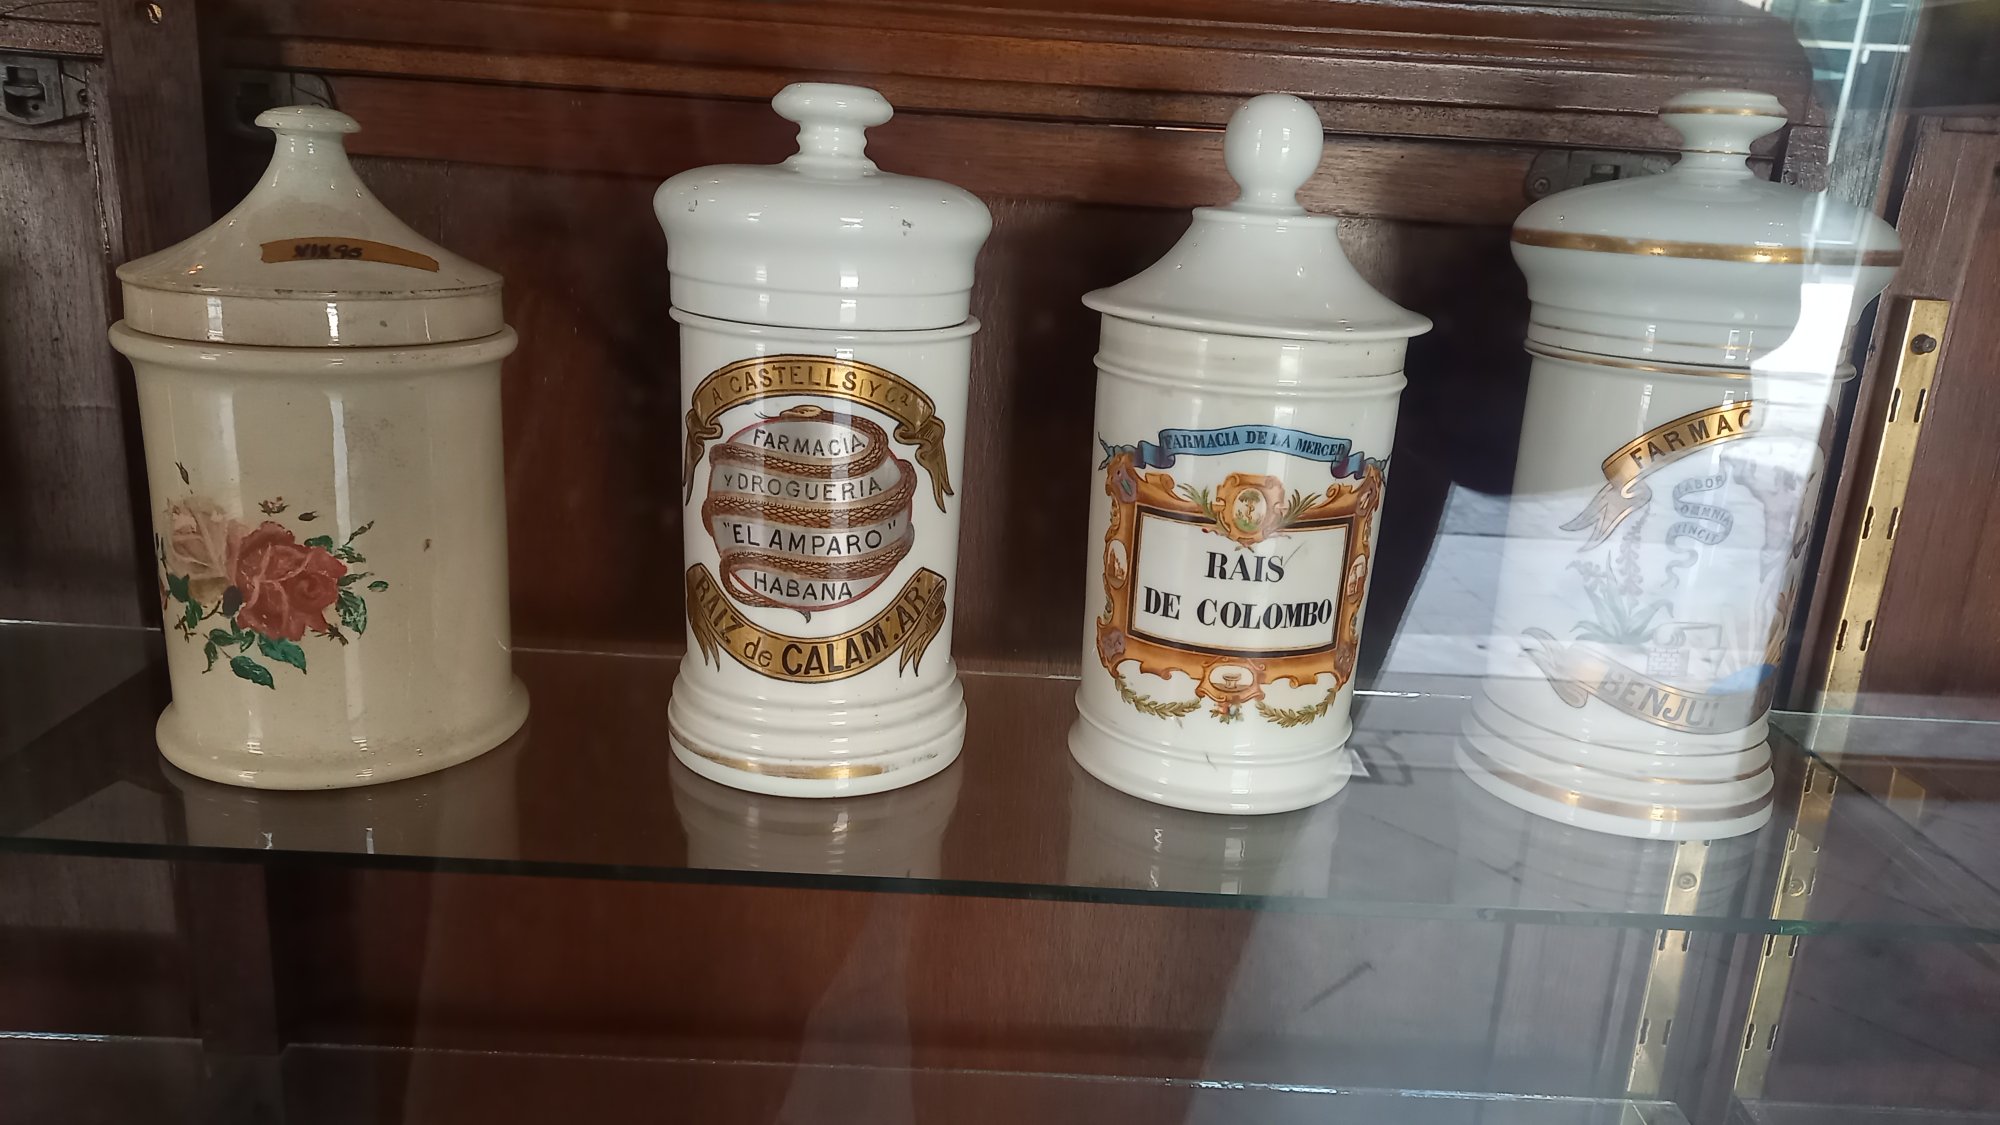 A CASTELLS Y Cª
FARMACIA
Y DROGUERIA
"EL AMPARO"
HABANA
RAIZ de CALAM: AR:
FARMACIA DE LA MERCED
RAIS
DE COLOMBO
FARMAC
LABOR
OMNIA
VINCIT
BENJUI